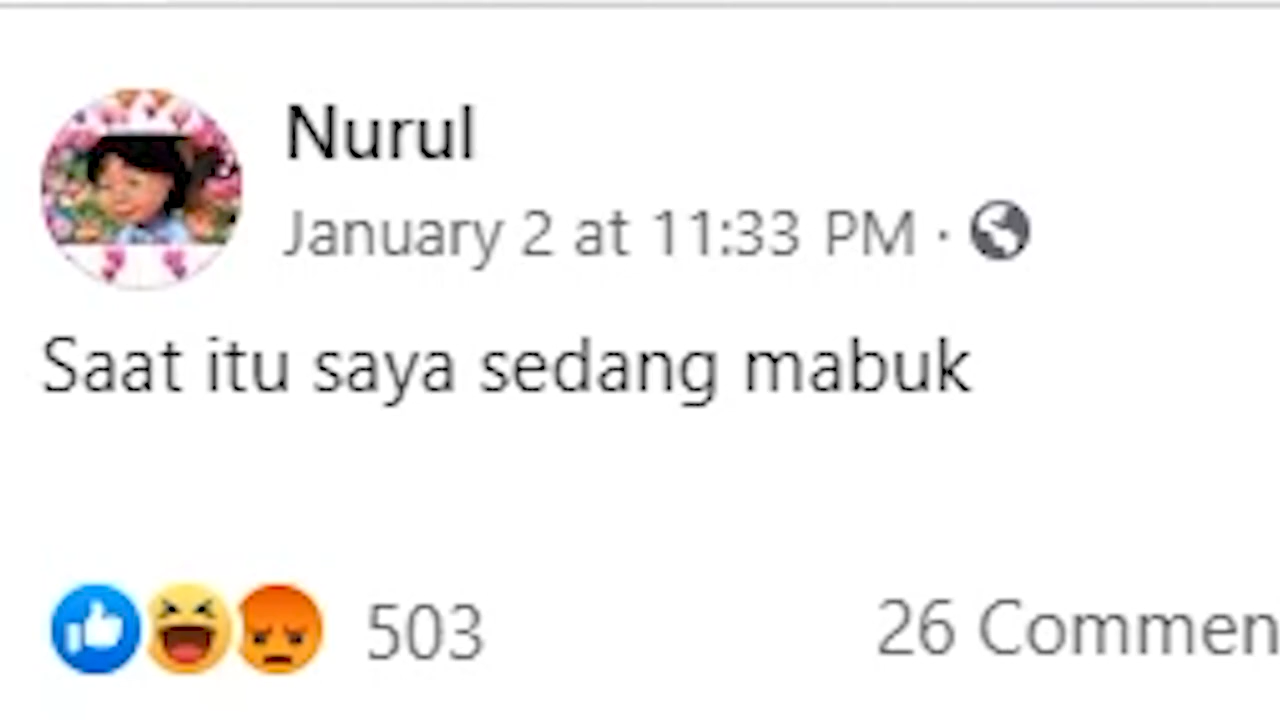 Nurul
January 2 at 11:33 PM ·
Saat itu saya sedang mabuk
503
26 Commen